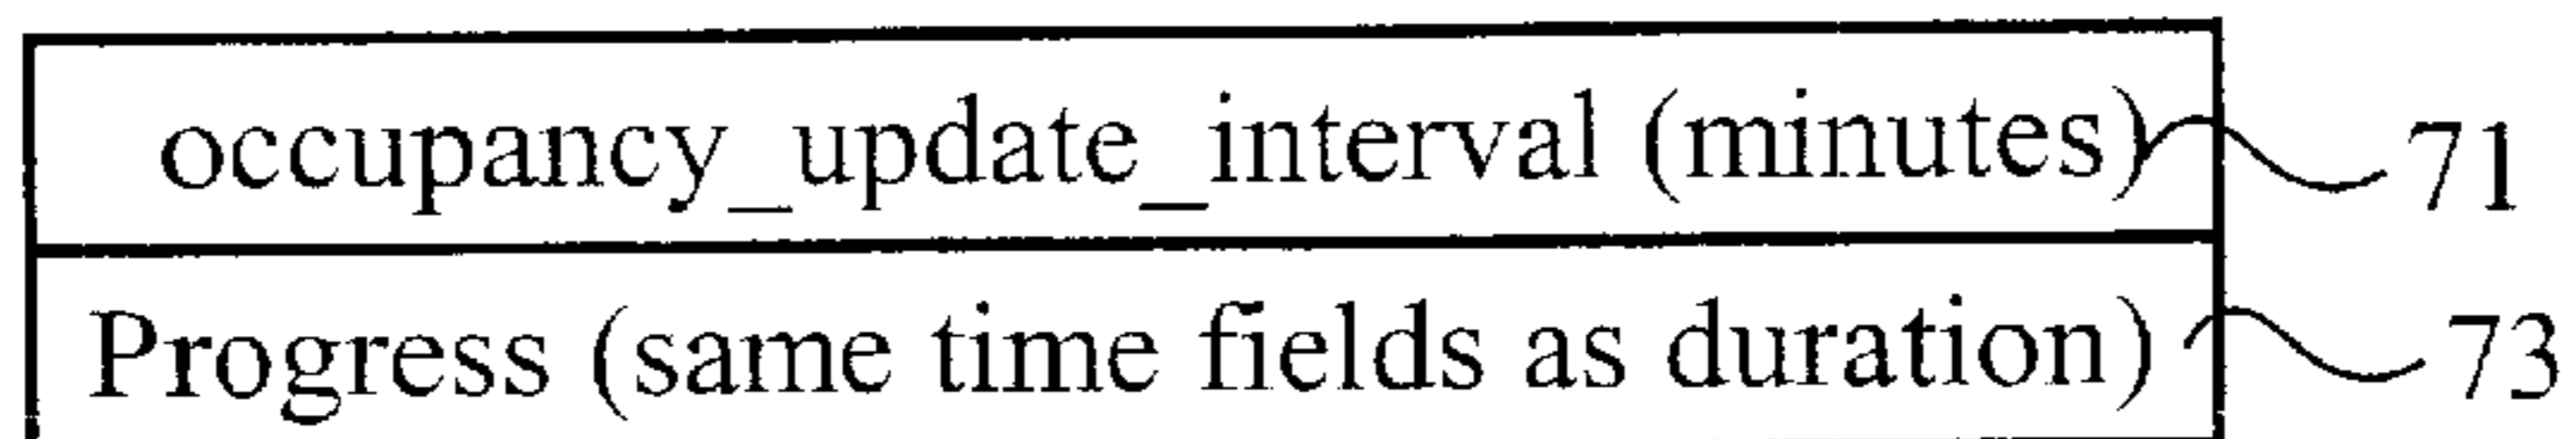 occupancy_update_interval (minutes) 71
Progress (same time fields as duration) 73